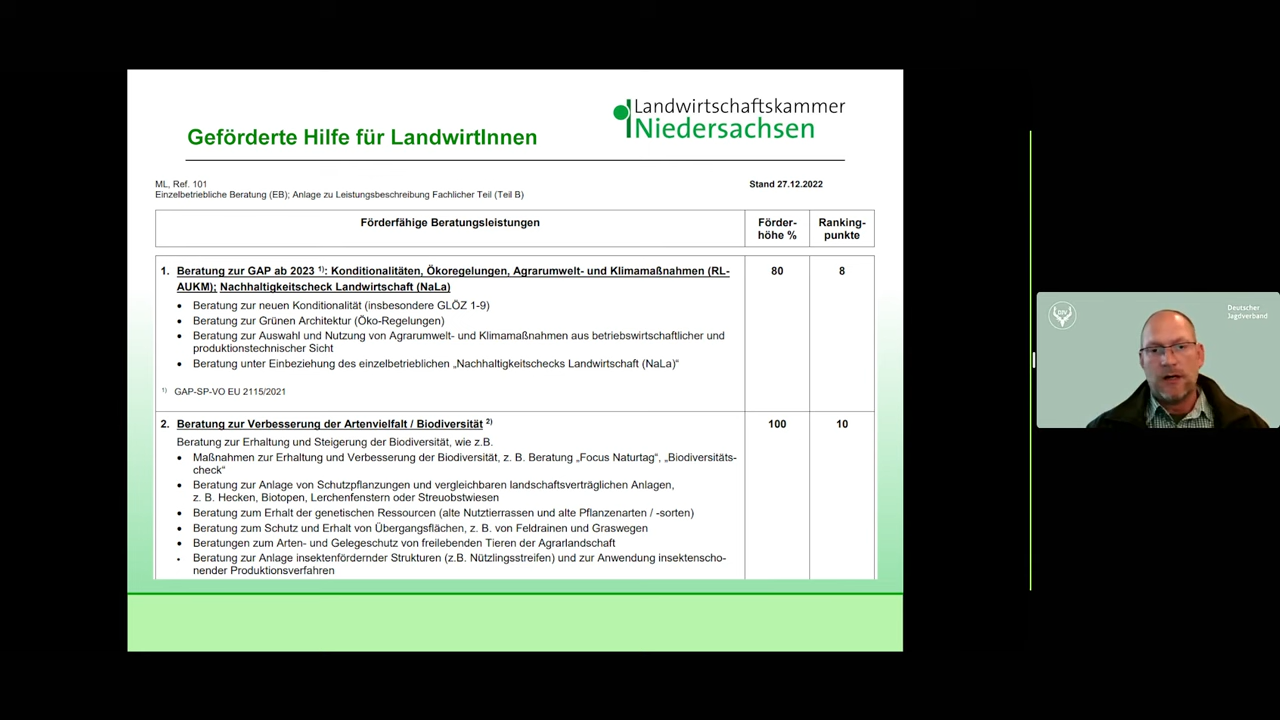 Landwirtschaftskammer
Niedersachsen
Geförderte Hilfe für LandwirtInnen
ML, Ref. 101
Stand 27.12.2022
Einzelbetriebliche Beratung (EB); Anlage zu Leistungsbeschreibung Fachlicher Teil (Teil B)
Förderfähige Beratungsleistungen
Förder-
höhe %
Ranking-
punkte
1. Beratung zur GAP ab 2023 1): Konditionalitäten, Ökoregelungen, Agrarumwelt- und Klimamaßnahmen (RL-
AUKM); Nachhaltigkeitscheck Landwirtschaft (NaLa)
80
8
• Beratung zur neuen Konditionalität (insbesondere GLÖZ 1-9)
• Beratung zur Grünen Architektur (Öko-Regelungen)
• Beratung zur Auswahl und Nutzung von Agrarumwelt- und Klimamaßnahmen aus betriebswirtschaftlicher und
produktionstechnischer Sicht
• Beratung unter Einbeziehung des einzelbetrieblichen „Nachhaltigkeitschecks Landwirtschaft (NaLa)“
1) GAP-SP-VO EU 2115/2021
2. Beratung zur Verbesserung der Artenvielfalt / Biodiversität 2)
100
10
Beratung zur Erhaltung und Steigerung der Biodiversität, wie z.B.
• Maßnahmen zur Erhaltung und Verbesserung der Biodiversität, z. B. Beratung „Focus Naturtag“, „Biodiversitäts-
check“
• Beratung zur Anlage von Schutzpflanzungen und vergleichbaren landschaftsverträglichen Anlagen,
z. B. Hecken, Biotopen, Lerchenfenstern oder Streuobstwiesen
• Beratung zum Erhalt der genetischen Ressourcen (alte Nutztierrassen und alte Pflanzenarten / -sorten)
• Beratung zum Schutz und Erhalt von Übergangsflächen, z. B. von Feldrainen und Graswegen
• Beratungen zum Arten- und Gelegeschutz von freilebenden Tieren der Agrarlandschaft
• Beratung zur Anlage insektenfördernder Strukturen (z.B. Nützlingsstreifen) und zur Anwendung insektenscho-
nender Produktionsverfahren
DJV
Deutscher
Jagdverband